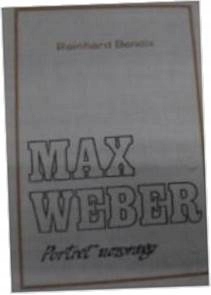 Reinhard Bendix
MAX
WEBER
Portret uczonego